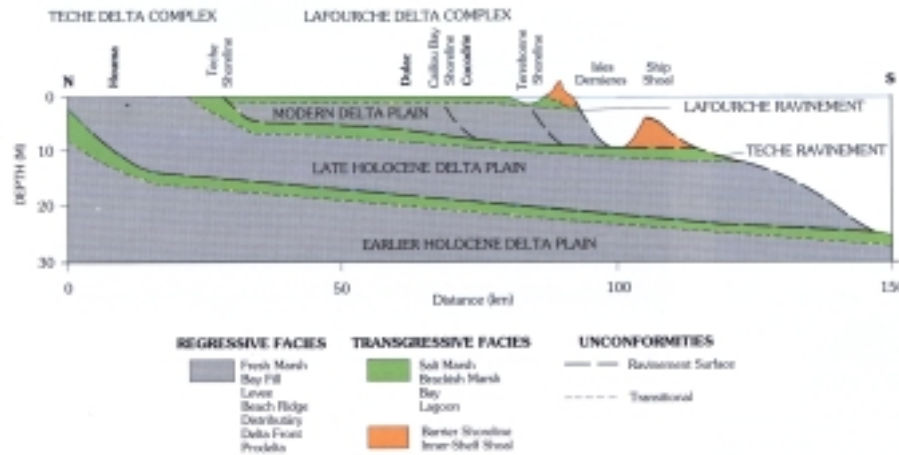 TECHE DELTA COMPLEX
LAFOURCHE DELTA COMPLEX
N
Houma
Teche Shoreline
Dulac
Caillou Bay Shoreline
Cocodrie
Terrebonne Shoreline
Isles Dernieres
Ship Shoal
S
0
10
20
30
DEPTH (M)
MODERN DELTA PLAIN
LAFOURCHE RAVINEMENT
TECHE RAVINEMENT
LATE HOLOCENE DELTA PLAIN
EARLIER HOLOCENE DELTA PLAIN
0
50
100
150
Distance (km)
REGRESSIVE FACIES
Fresh Marsh
Bay Fill
Levee
Beach Ridge
Distributary
Delta Front
Prodelta
TRANSGRESSIVE FACIES
Salt Marsh
Brackish Marsh
Bay
Lagoon
Barrier Shoreline
Inner-Shelf Shoal
UNCONFORMITIES
Ravinement Surface
Transitional